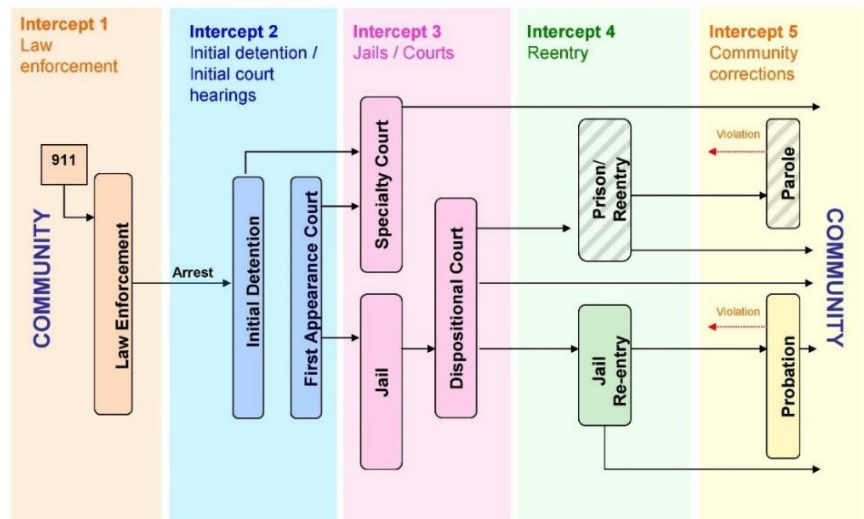 Intercept 1
Law
enforcement
Intercept 2
Initial detention /
Initial court
hearings
Intercept 3
Jails / Courts
Intercept 4
Reentry
Intercept 5
Community
corrections
COMMUNITY
911
Law Enforcement
Arrest
Initial Detention
First Appearance Court
Specialty Court
Jail
Dispositional Court
Prison/
Reentry
Jail
Re-entry
Violation
Parole
Violation
Probation
COMMUNITY